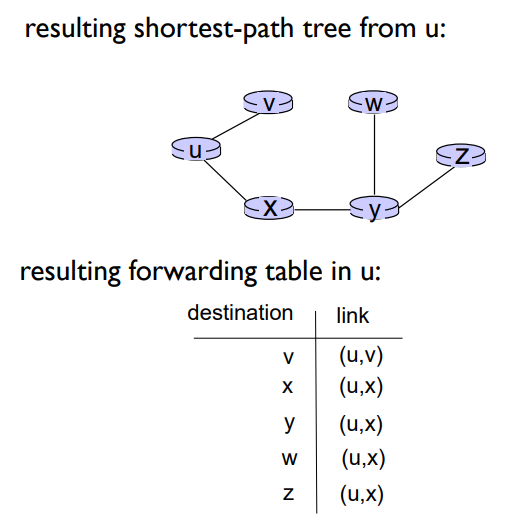 resulting shortest-path tree from u:
v w
u z
x y
resulting forwarding table in u:
destination link
v (u,v)
x (u,x)
y (u,x)
w (u,x)
z (u,x)